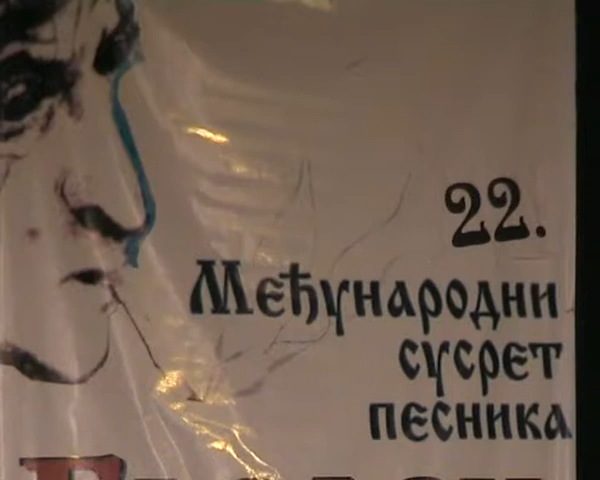 22.
Међународни
сусрет
песника